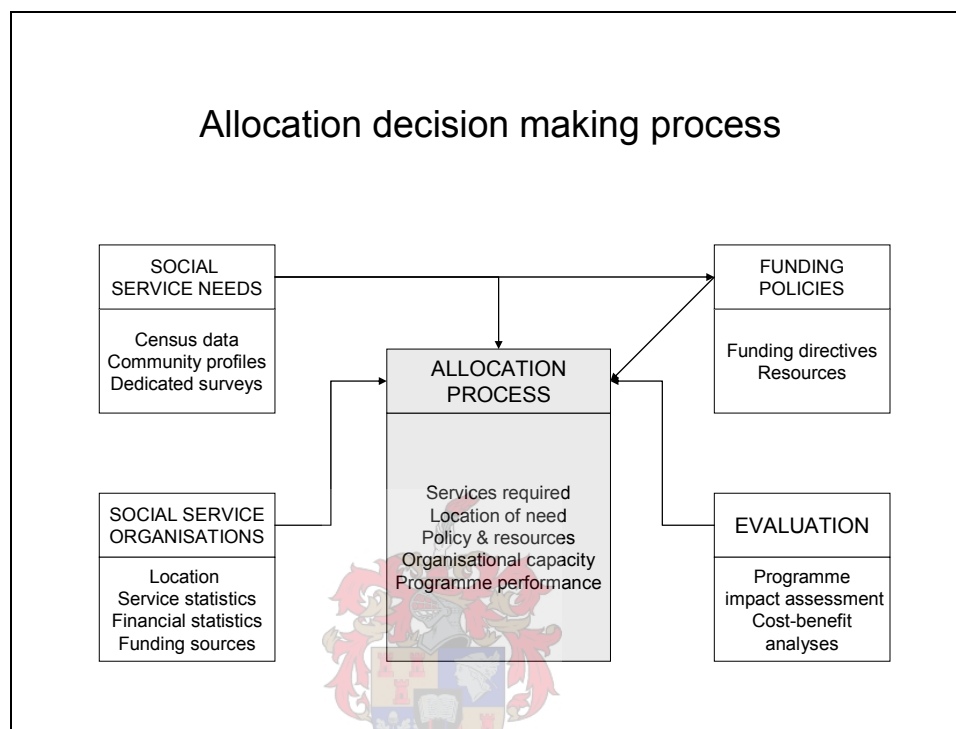 Allocation decision making process
SOCIAL
SERVICE NEEDS
Census data
Community profiles
Dedicated surveys
FUNDING
POLICIES
Funding directives
Resources
ALLOCATION
PROCESS
Services required
Location of need
Policy & resources
Organisational capacity
Programme performance
SOCIAL SERVICE
ORGANISATIONS
Location
Service statistics
Financial statistics
Funding sources
EVALUATION
Programme
impact assessment
Cost-benefit
analyses